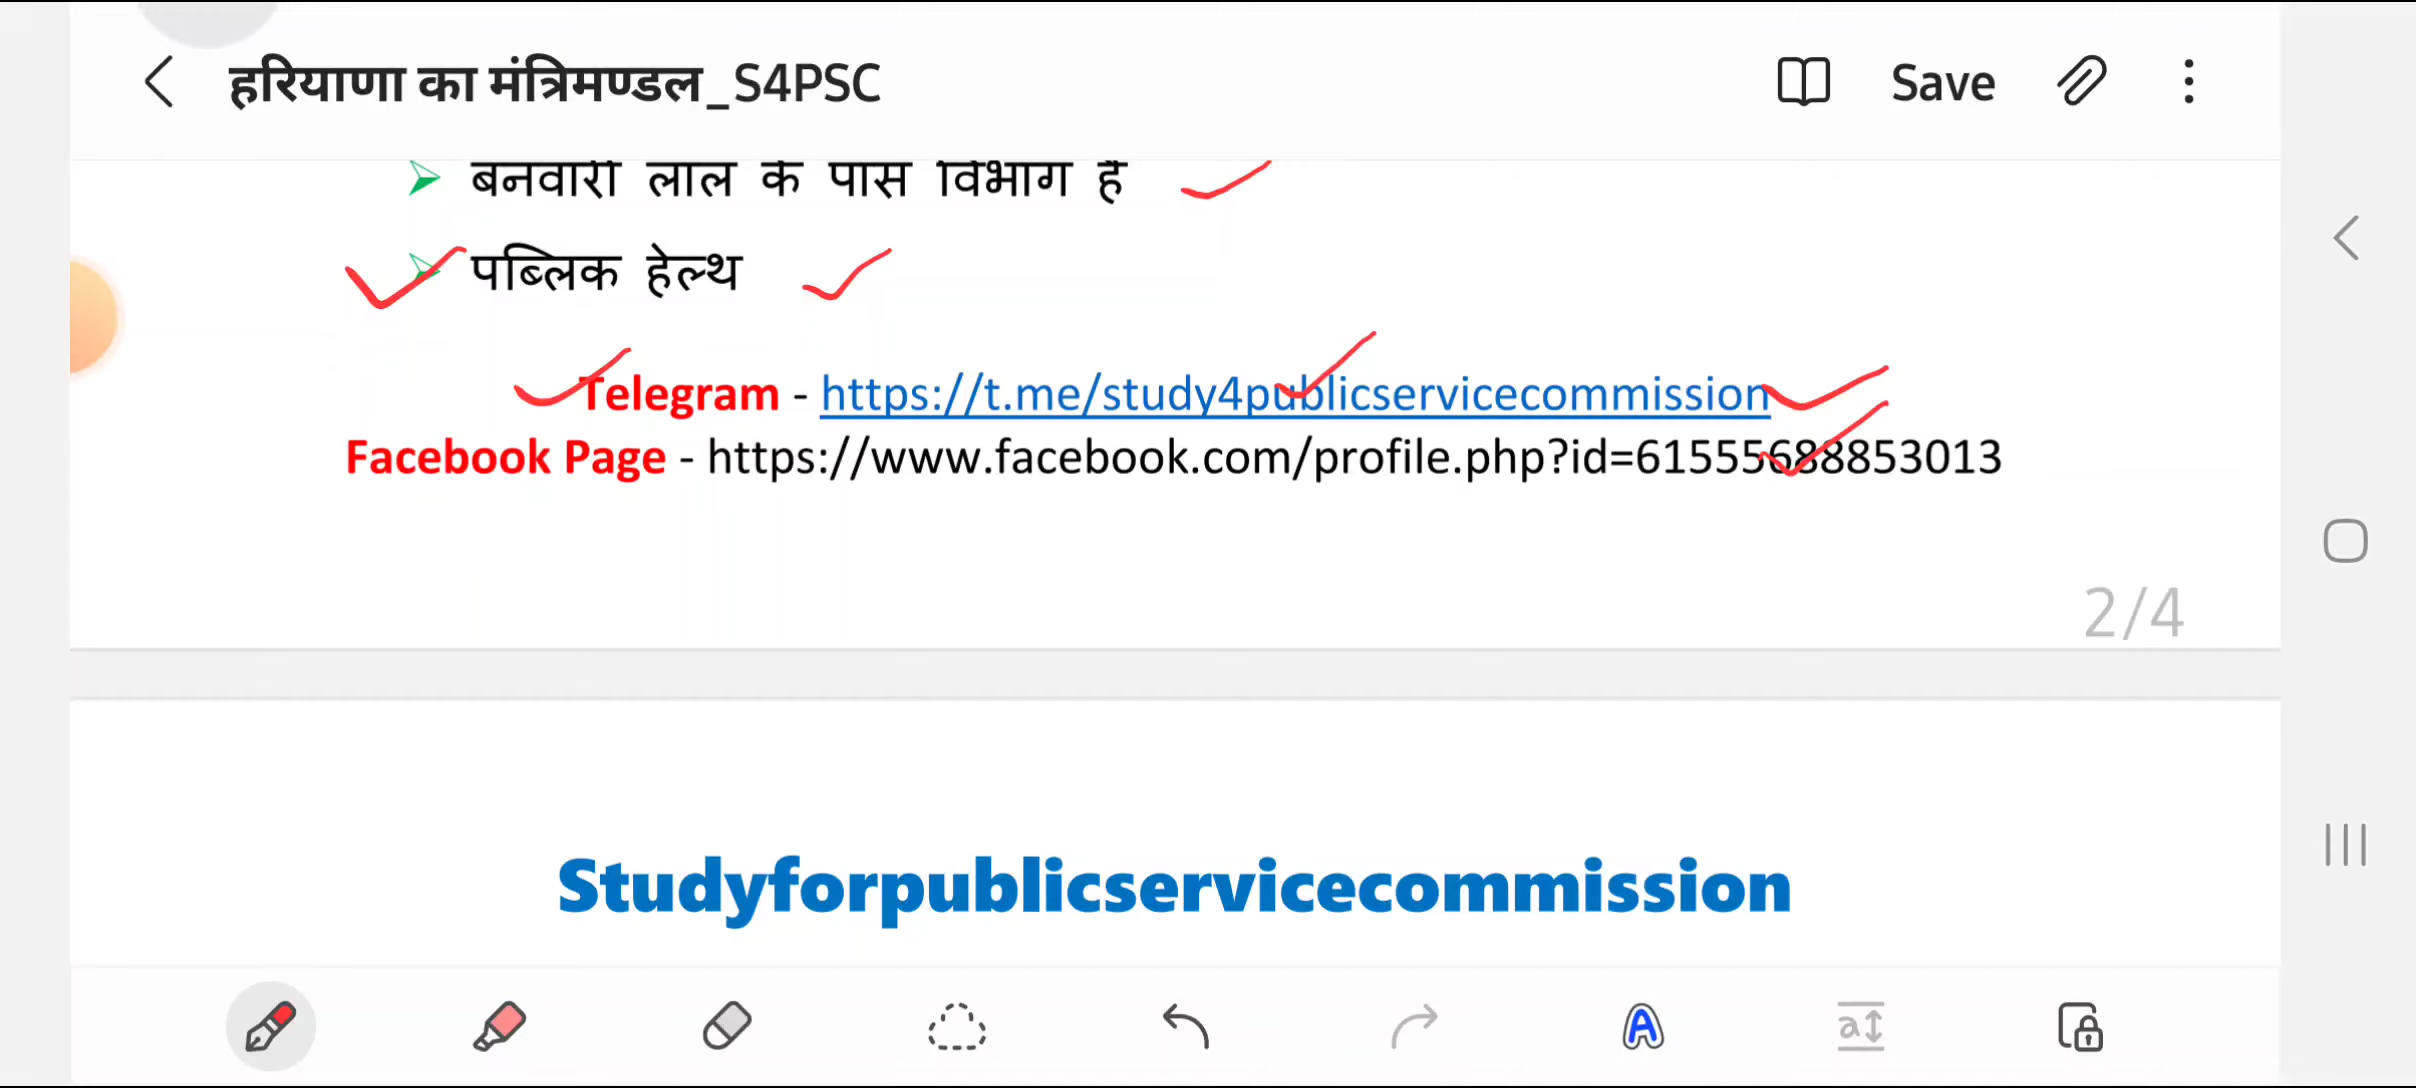 हरियाणा का मंत्रिमण्डल_S4PSC
Save
बनवारी लाल के पास विभाग है
पब्लिक हेल्थ
Telegram - https://t.me/study4publicservicecommission
Facebook Page - https://www.facebook.com/profile.php?id=61555688853013
2/4
Studyforpublicservicecommission
A
a